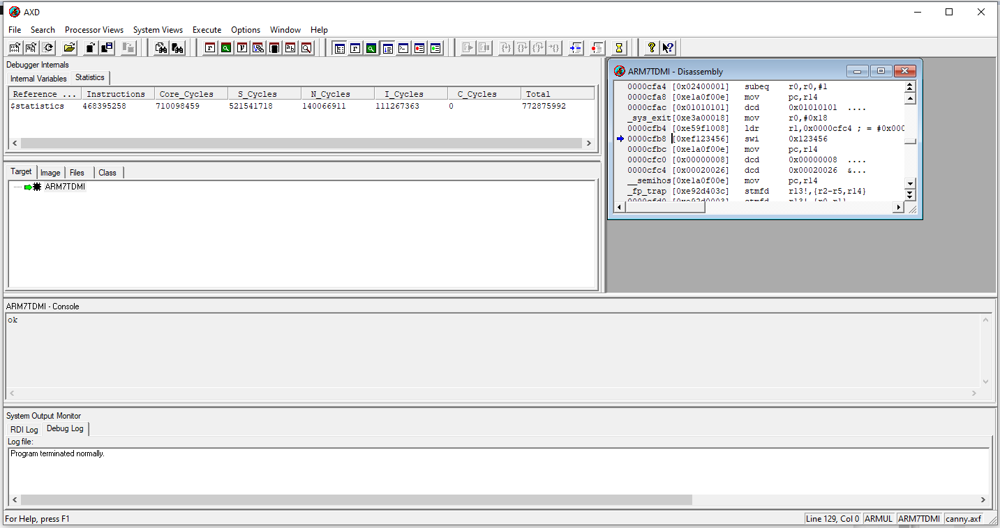 AXD
File Search Processor Views System Views Execute Options Window Help
Debugger Internals
Internal Variables Statistics
Reference ... Instructions Core_Cycles S_Cycles N_Cycles I_Cycles C_Cycles Total
$statistics 468395258 710098459 521541718 140066911 111267363 0 772875992
Target Image Files Class
ARM7TDMI
ARM7TDMI - Disassembly
0000cfa4 [0x02400001] subeq r0,r0,#1
0000cfa8 [0xe1a0f00e] mov pc,r14
0000cfac [0x01010101] dcd 0x01010101 ....
_sys_exit [0xe3a00018] mov r0,#0x18
0000cfb4 [0xe59f1008] ldr r1,0x0000cfc4 ; = #0x000
0000cfb8 [0xef123456] swi 0x123456
0000cfbc [0xe1a0f00e] mov pc,r14
0000cfc0 [0x00000008] dcd 0x00000008 ....
0000cfc4 [0x00020026] dcd 0x00020026 &...
__semihos [0xe1a0f00e] mov pc,r14
_fp_trap [0xe92d403c] stmfd r13!,{r2-r5,r14}
0000cfd0 [0xe92d0003] stmfd r13!,{r0,r1}
ARM7TDMI - Console
ok
System Output Monitor
RDI Log Debug Log
Log file:
Program terminated normally.
For Help, press F1 Line 129, Col 0 ARMUL ARM7TDMI canny.axf